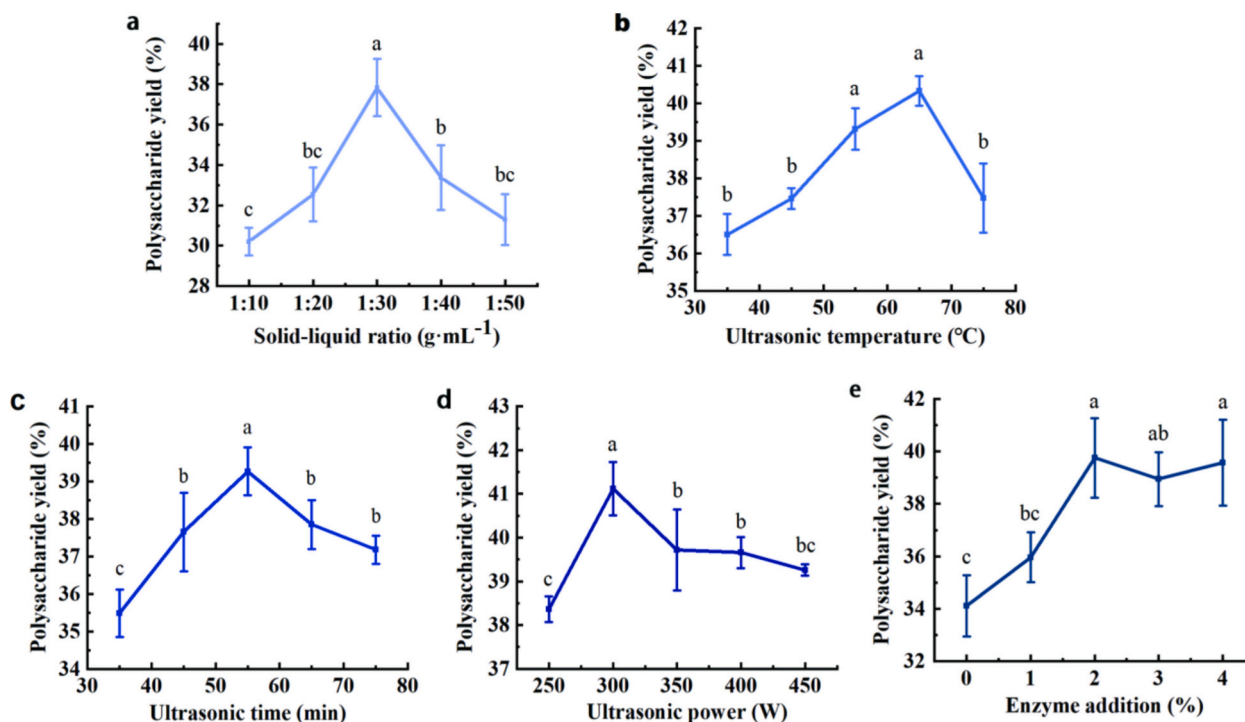 a
Polysaccharide yield (%)
40
38
36
34
32
30
28
c
bc
a
b
bc
1:10 1:20 1:30 1:40 1:50
Solid-liquid ratio (g·mL⁻¹)
b
Polysaccharide yield (%)
42
41
40
39
38
37
36
35
b
b
a
a
b
30 40 50 60 70 80
Ultrasonic temperature (°C)
c
Polysaccharide yield (%)
41
40
39
38
37
36
35
34
c
b
a
b
b
30 40 50 60 70 80
Ultrasonic time (min)
d
Polysaccharide yield (%)
43
42
41
40
39
38
37
c
a
b
b
bc
250 300 350 400 450
Ultrasonic power (W)
e
Polysaccharide yield (%)
42
40
38
36
34
32
c
bc
a
ab
a
0 1 2 3 4
Enzyme addition (%)